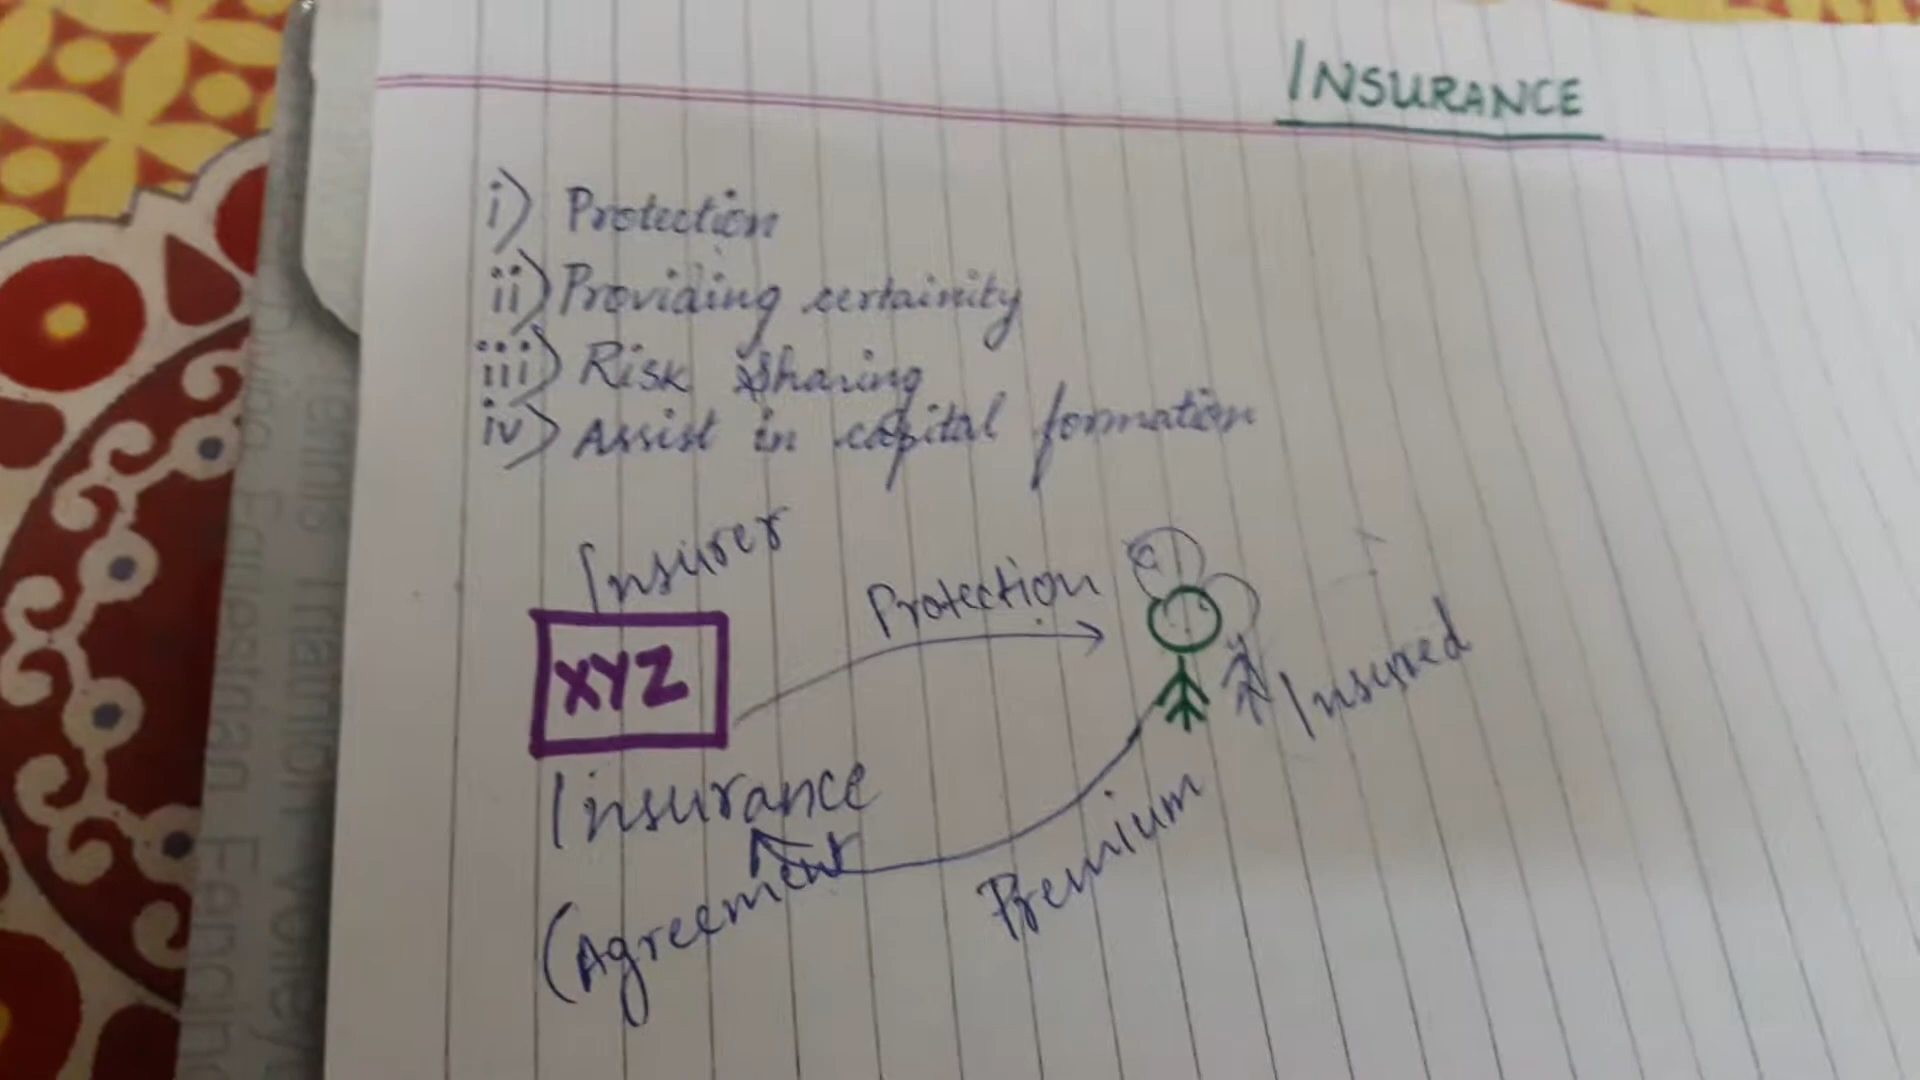 INSURANCE
i) Protection
ii) Providing certainity
iii) Risk Sharing
iv) Assist in capital formation
Insurer
Protection
XYZ
Insured
Insurance
Premium
(Agreement